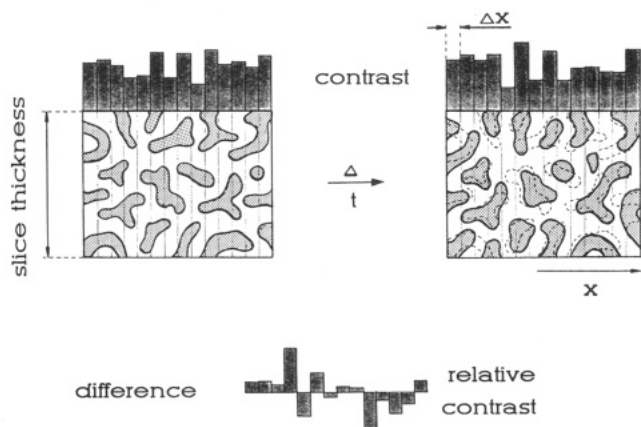 Δx
contrast
slice thickness
Δ
t
x
difference
relative
contrast